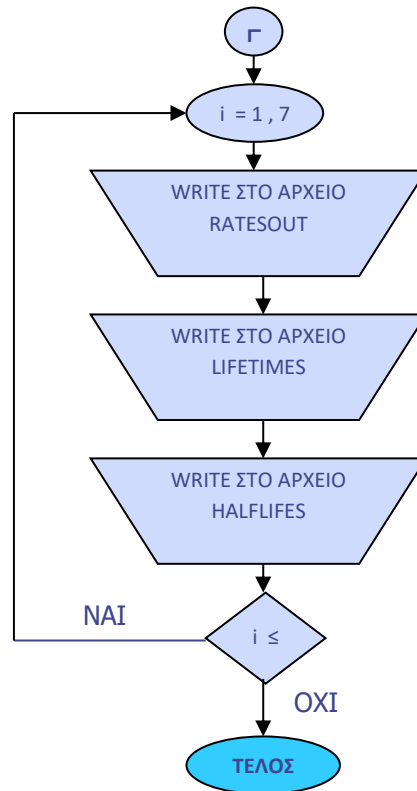 Γ
i = 1 , 7
WRITE ΣΤΟ ΑΡΧΕΙΟ
RATESOUT
WRITE ΣΤΟ ΑΡΧΕΙΟ
LIFETIMES
WRITE ΣΤΟ ΑΡΧΕΙΟ
HALFLIFES
ΝΑΙ
i ≤
ΟΧΙ
ΤΕΛΟΣ